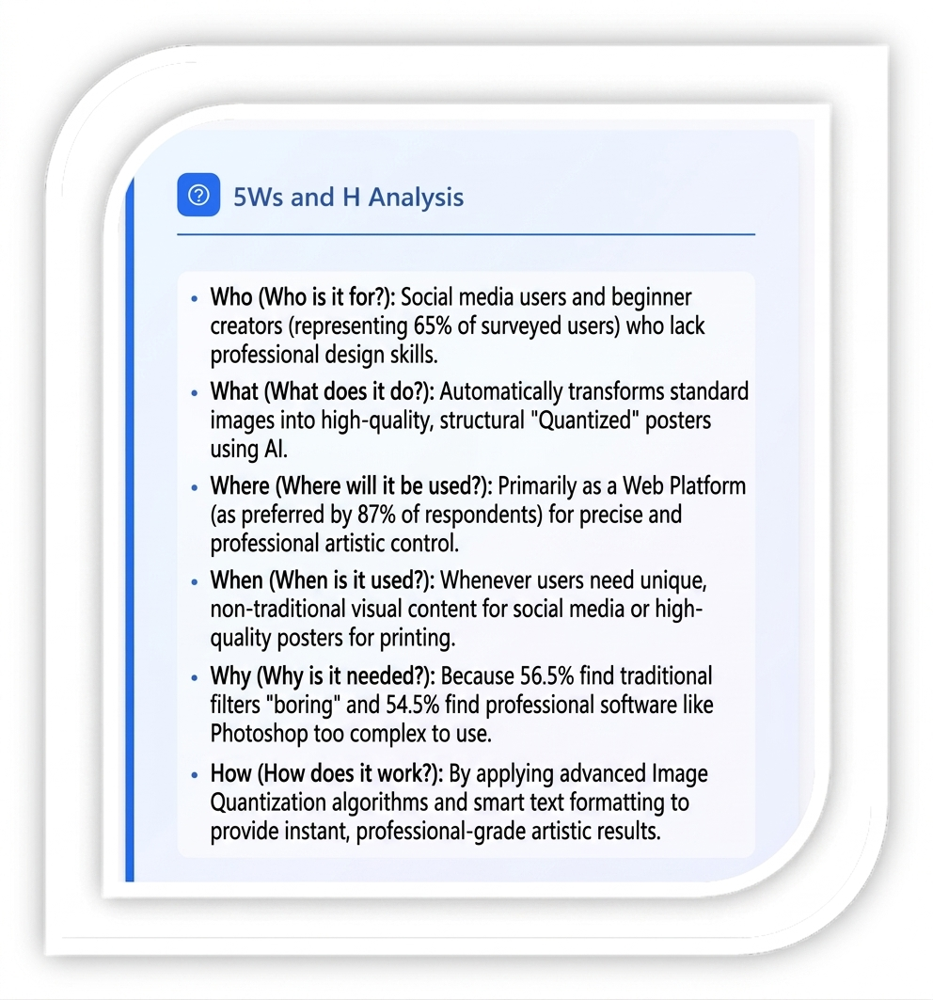 5Ws and H Analysis
• Who (Who is it for?): Social media users and beginner
creators (representing 65% of surveyed users) who lack
professional design skills.
• What (What does it do?): Automatically transforms standard
images into high-quality, structural "Quantized" posters
using AI.
• Where (Where will it be used?): Primarily as a Web Platform
(as preferred by 87% of respondents) for precise and
professional artistic control.
• When (When is it used?): Whenever users need unique,
non-traditional visual content for social media or high-
quality posters for printing.
• Why (Why is it needed?): Because 56.5% find traditional
filters "boring" and 54.5% find professional software like
Photoshop too complex to use.
• How (How does it work?): By applying advanced Image
Quantization algorithms and smart text formatting to
provide instant, professional-grade artistic results.